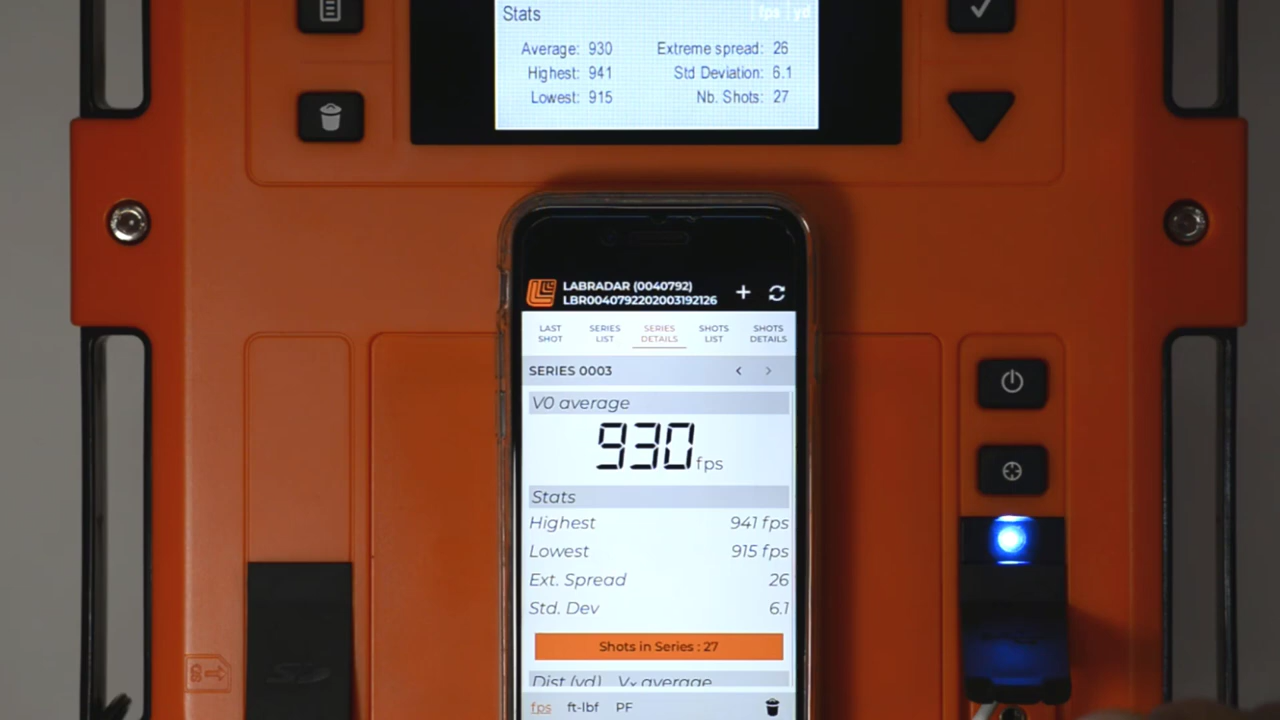 Stats fps yd
Average: 930 Extreme spread: 26
Highest: 941 Std Deviation: 6.1
Lowest: 915 Nb. Shots: 27
LABRADAR (0040792)
LBR0040792202003192126
LAST SHOT SERIES LIST SERIES DETAILS SHOTS LIST SHOTS DETAILS
SERIES 0003
V0 average
930 fps
Stats
Highest 941 fps
Lowest 915 fps
Ext. Spread 26
Std. Dev 6.1
Shots in Series : 27
Dist (yd) Vx average
fps ft-lbf PF
SD